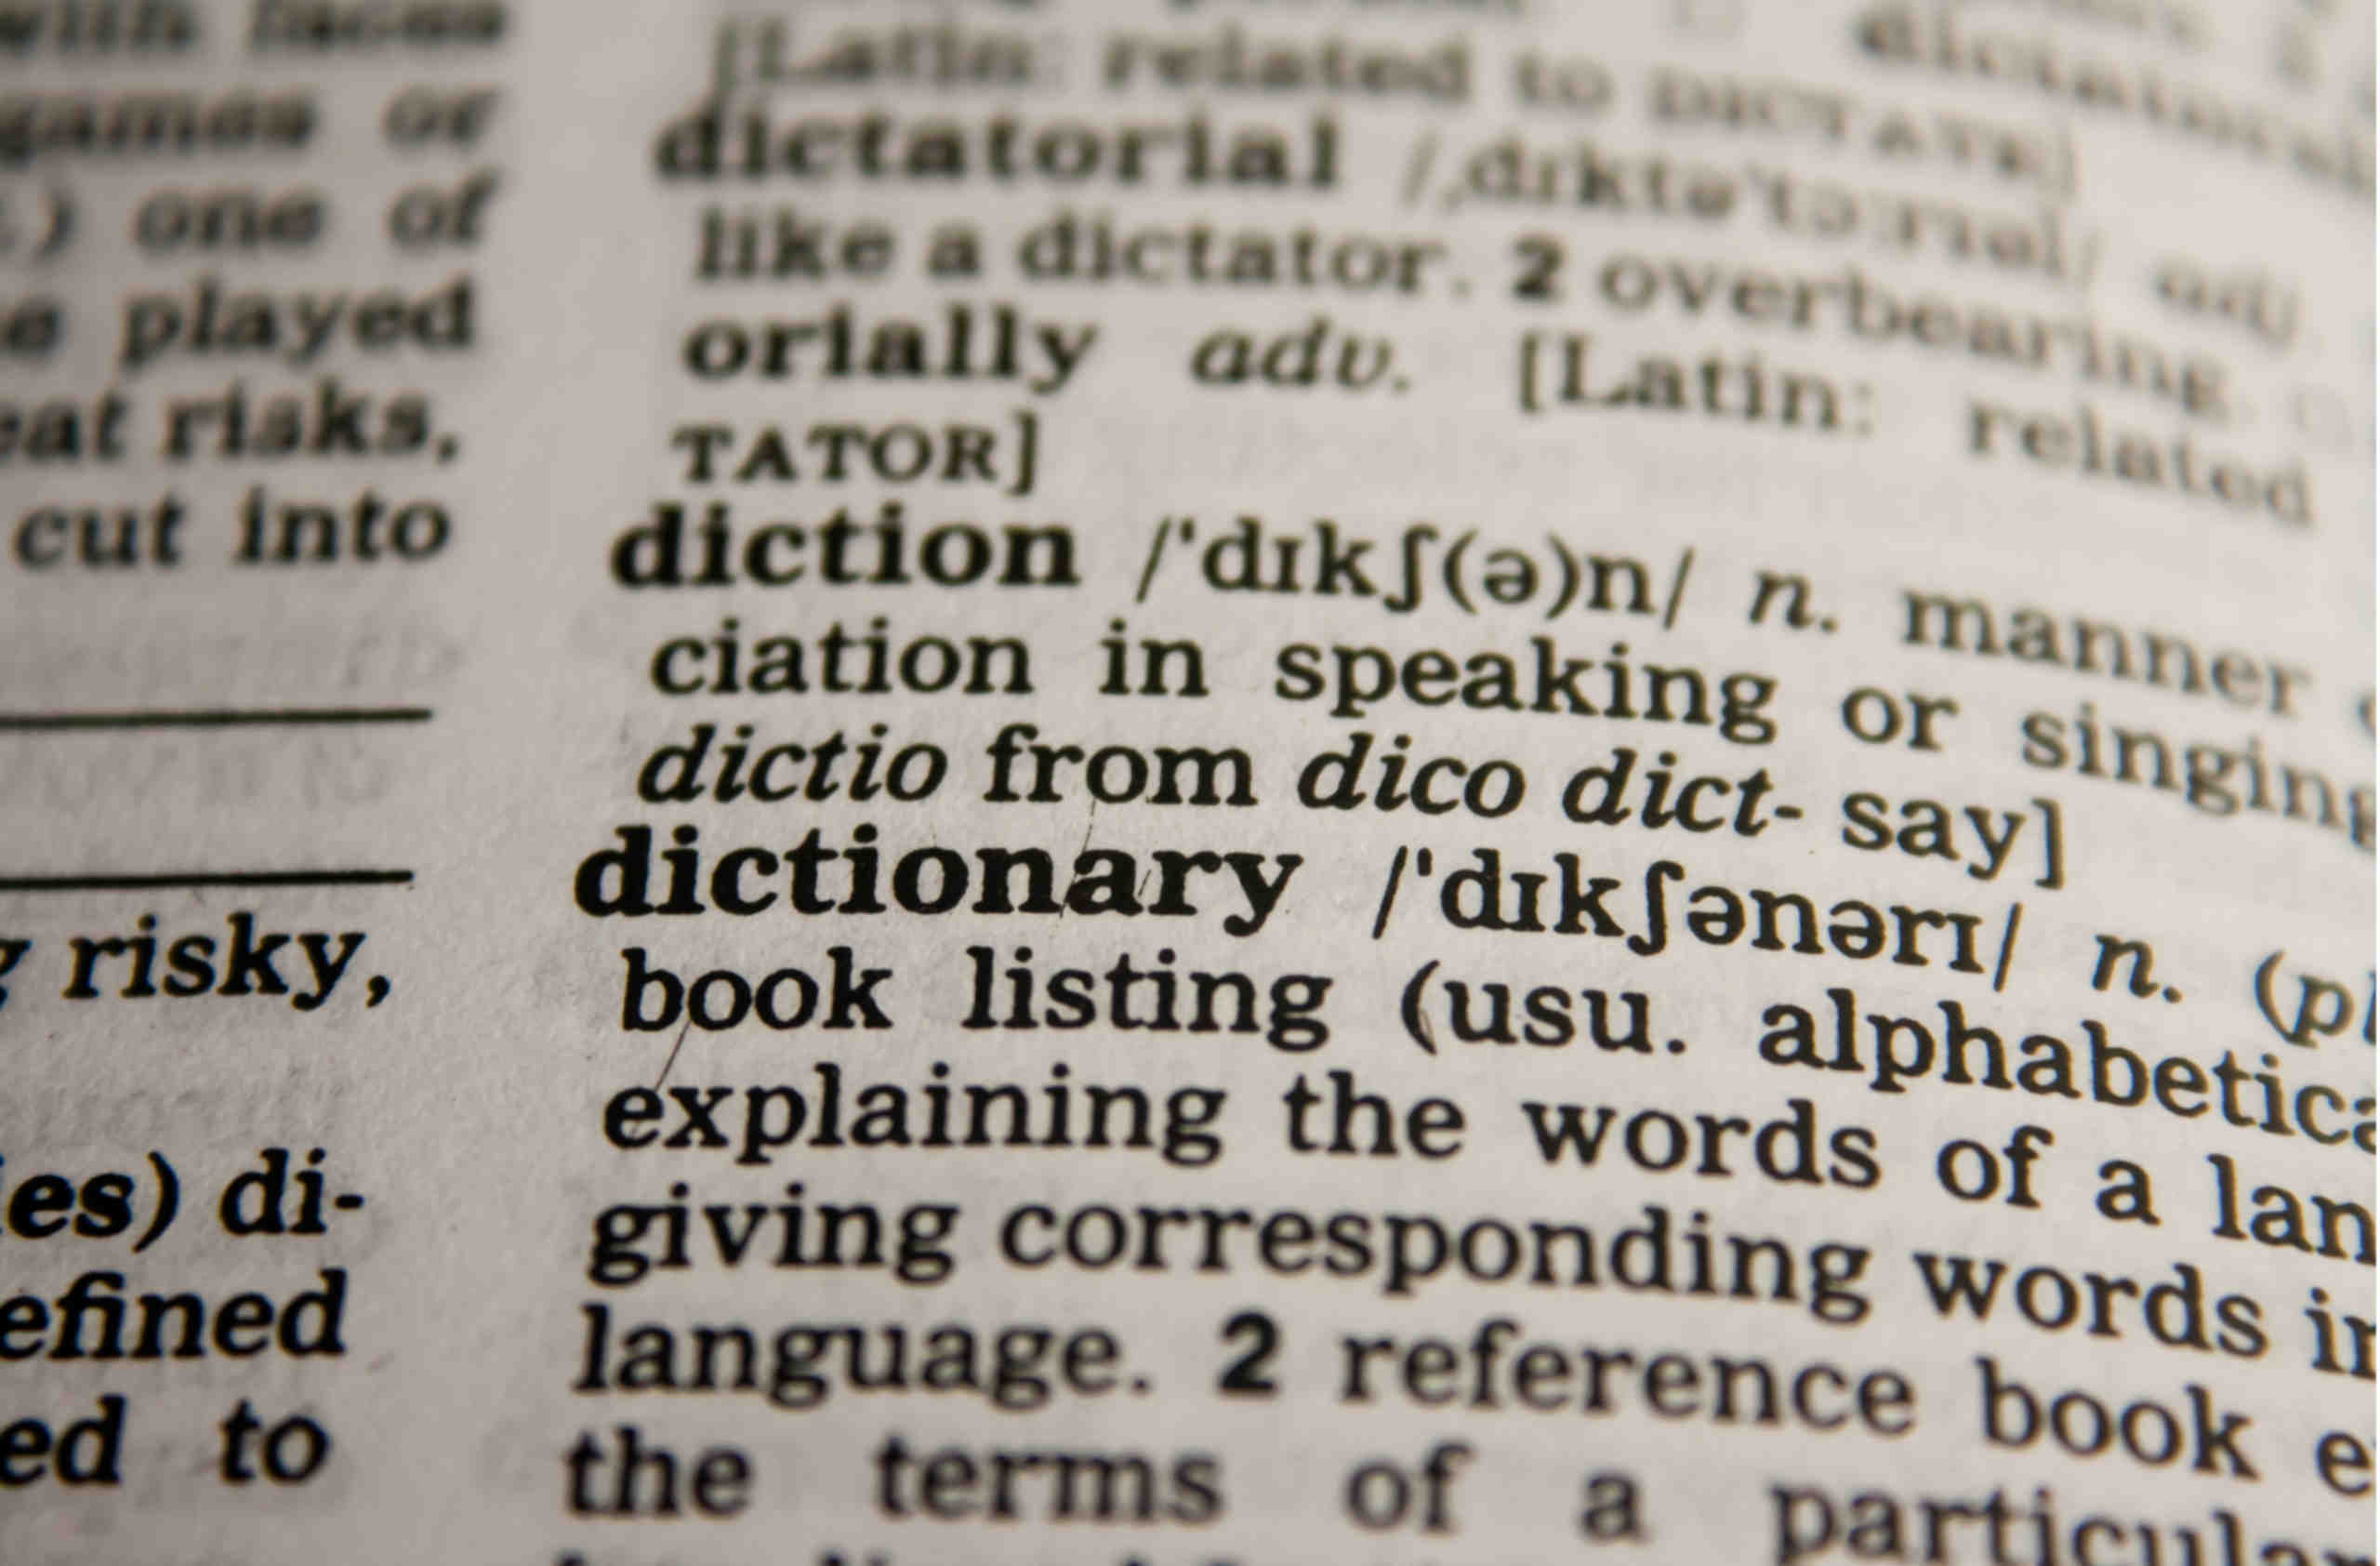 with faces
games or
.) one of
e played
eat risks,
cut into
g risky,
ies) di-
efined
ed to
[Latin: related to DICTATE]
dictatorial /ˌdɪktəˈtɔːrɪəl/ adj.
like a dictator. 2 overbearing.
orially adv. [Latin: related
TATOR]
diction /ˈdɪkʃ(ə)n/ n. manner
ciation in speaking or singing
dictio from dico dict- say]
dictionary /ˈdɪkʃənərɪ/ n. (pl
book listing (usu. alphabetica
explaining the words of a lan
giving corresponding words in
language. 2 reference book e
the terms of a particular